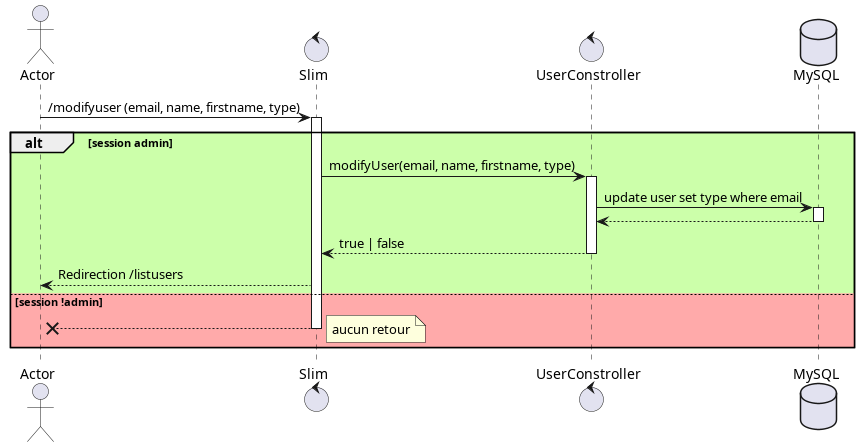 Actor
Slim
UserConstroller
MySQL
/modifyuser (email, name, firstname, type)
alt
[session admin]
modifyUser(email, name, firstname, type)
update user set type where email
true | false
Redirection /listusers
[session !admin]
aucun retour
Actor
Slim
UserConstroller
MySQL